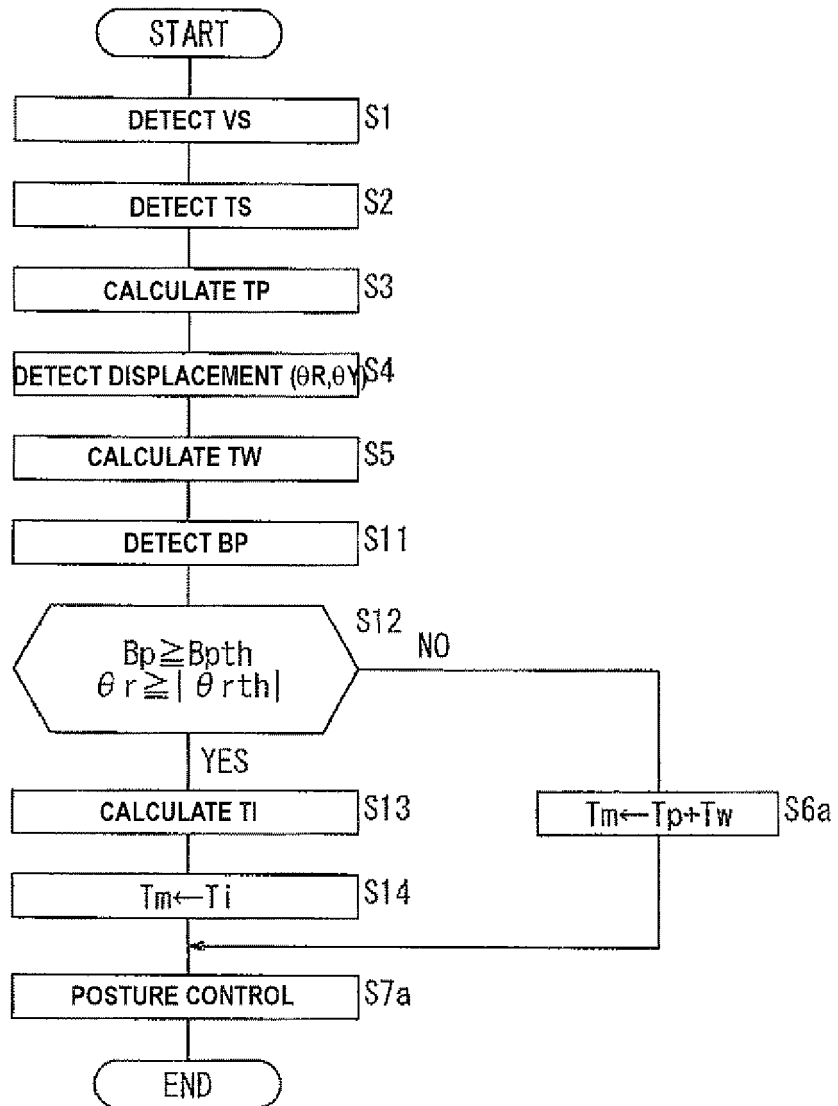 START
DETECT VS S1
DETECT TS S2
CALCULATE TP S3
DETECT DISPLACEMENT (θR,θY) S4
CALCULATE TW S5
DETECT BP S11
S12
Bp≧Bpth
θr≧|θrth|
NO
YES
CALCULATE TI S13
Tm←Tp+Tw S6a
Tm←Ti S14
POSTURE CONTROL S7a
END